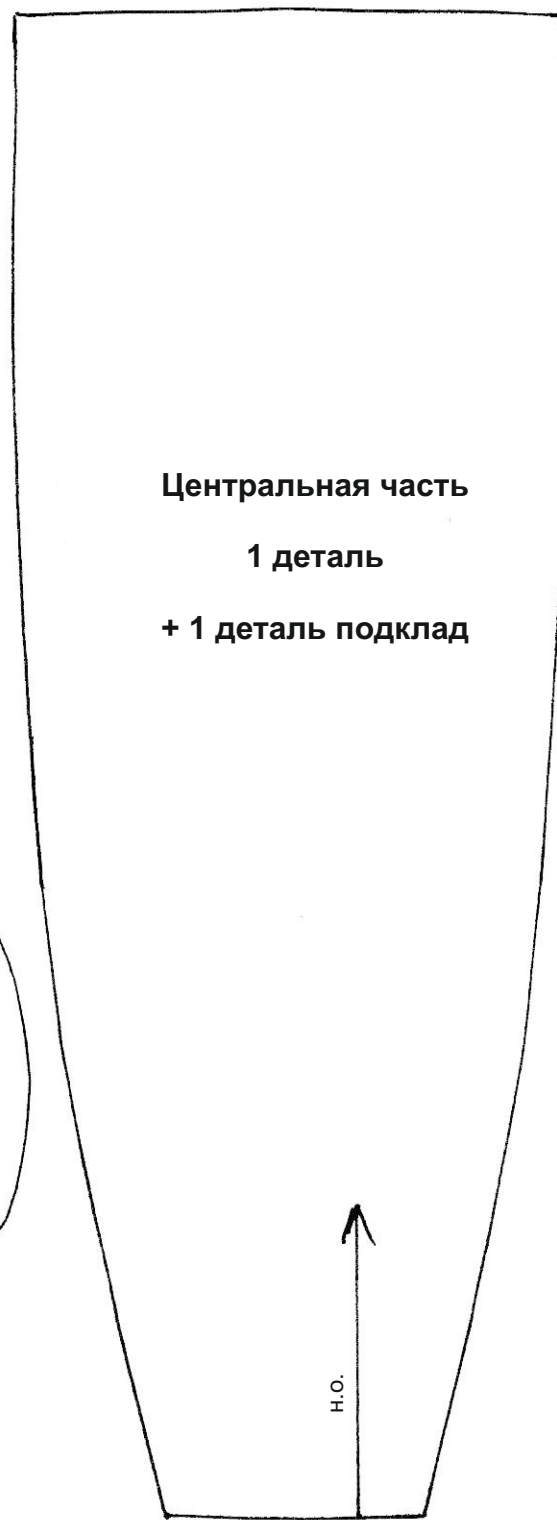 Центральная часть
1 деталь
+ 1 деталь подклад
н.о.